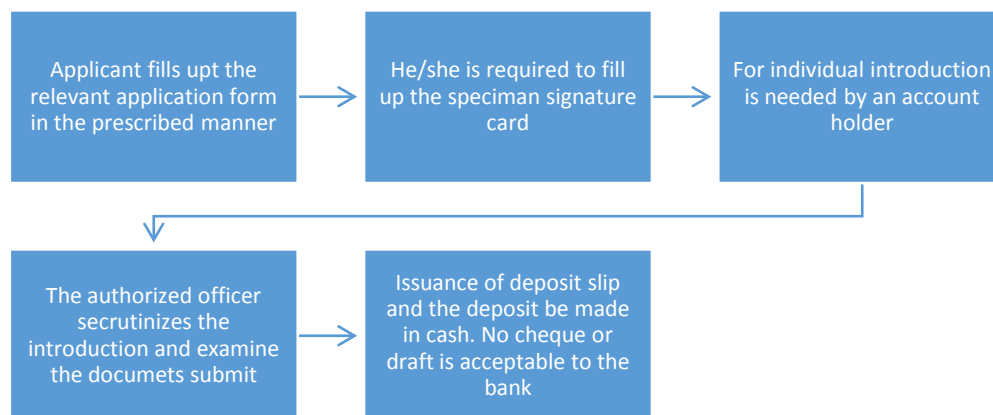 Applicant fills upt the
relevant application form
in the prescribed manner
He/she is required to fill
up the speciman signature
card
For individual introduction
is needed by an account
holder
The authorized officer
secrutinizes the
introduction and examine
the documets submit
Issuance of deposit slip
and the deposit be made
in cash. No cheque or
draft is acceptable to the
bank